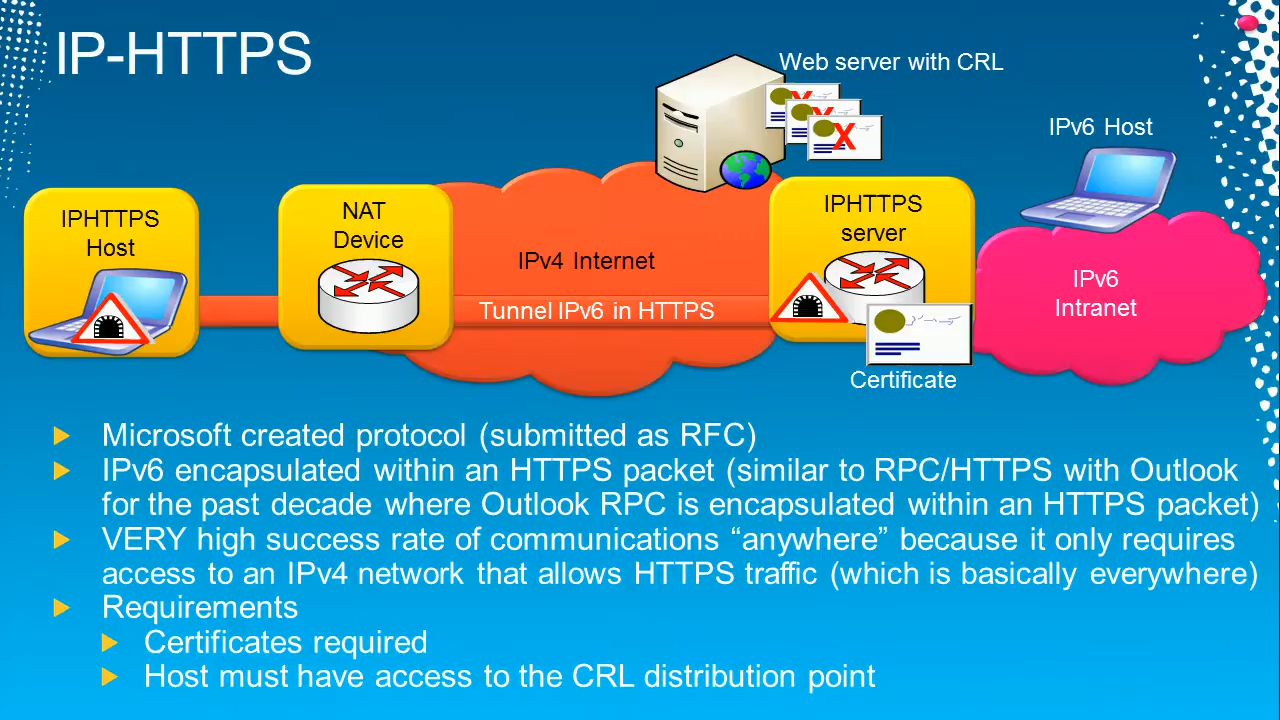 IP-HTTPS
Web server with CRL
X
X
X
IPv6 Host
IPHTTPS
Host
NAT
Device
IPv4 Internet
Tunnel IPv6 in HTTPS
IPHTTPS
server
Certificate
IPv6
Intranet
Microsoft created protocol (submitted as RFC)
IPv6 encapsulated within an HTTPS packet (similar to RPC/HTTPS with Outlook
for the past decade where Outlook RPC is encapsulated within an HTTPS packet)
VERY high success rate of communications “anywhere” because it only requires
access to an IPv4 network that allows HTTPS traffic (which is basically everywhere)
Requirements
Certificates required
Host must have access to the CRL distribution point